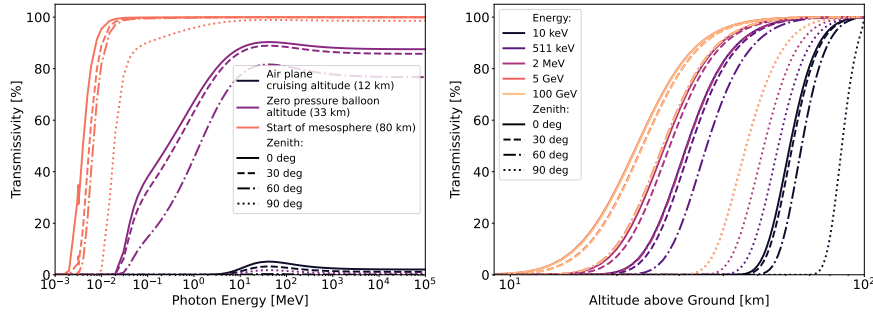 100
80
60
40
20
0
Transmissivity [%]
10⁻³
10⁻²
10⁻¹
10⁰
10¹
10²
10³
10⁴
10⁵
Photon Energy [MeV]
Air plane
cruising altitude (12 km)
Zero pressure balloon
altitude (33 km)
Start of mesosphere (80 km)
Zenith:
0 deg
30 deg
60 deg
90 deg
100
80
60
40
20
0
Transmissivity [%]
10¹
10²
Altitude above Ground [km]
Energy:
10 keV
511 keV
2 MeV
5 GeV
100 GeV
Zenith:
0 deg
30 deg
60 deg
90 deg